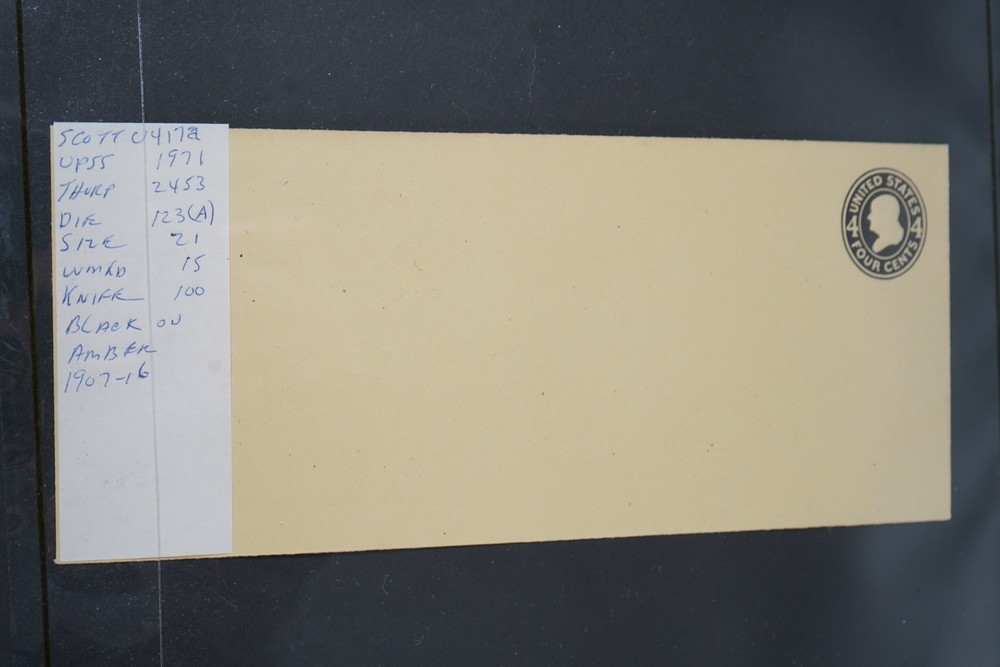 SCOTT U417a
UPSS 1971
THORP 2453
DIE 123(A)
SIZE 21
WMKD 15
KNIFE 100
BLACK ON
AMBER
1907-16
UNITED STATES
4 4
FOUR CENTS